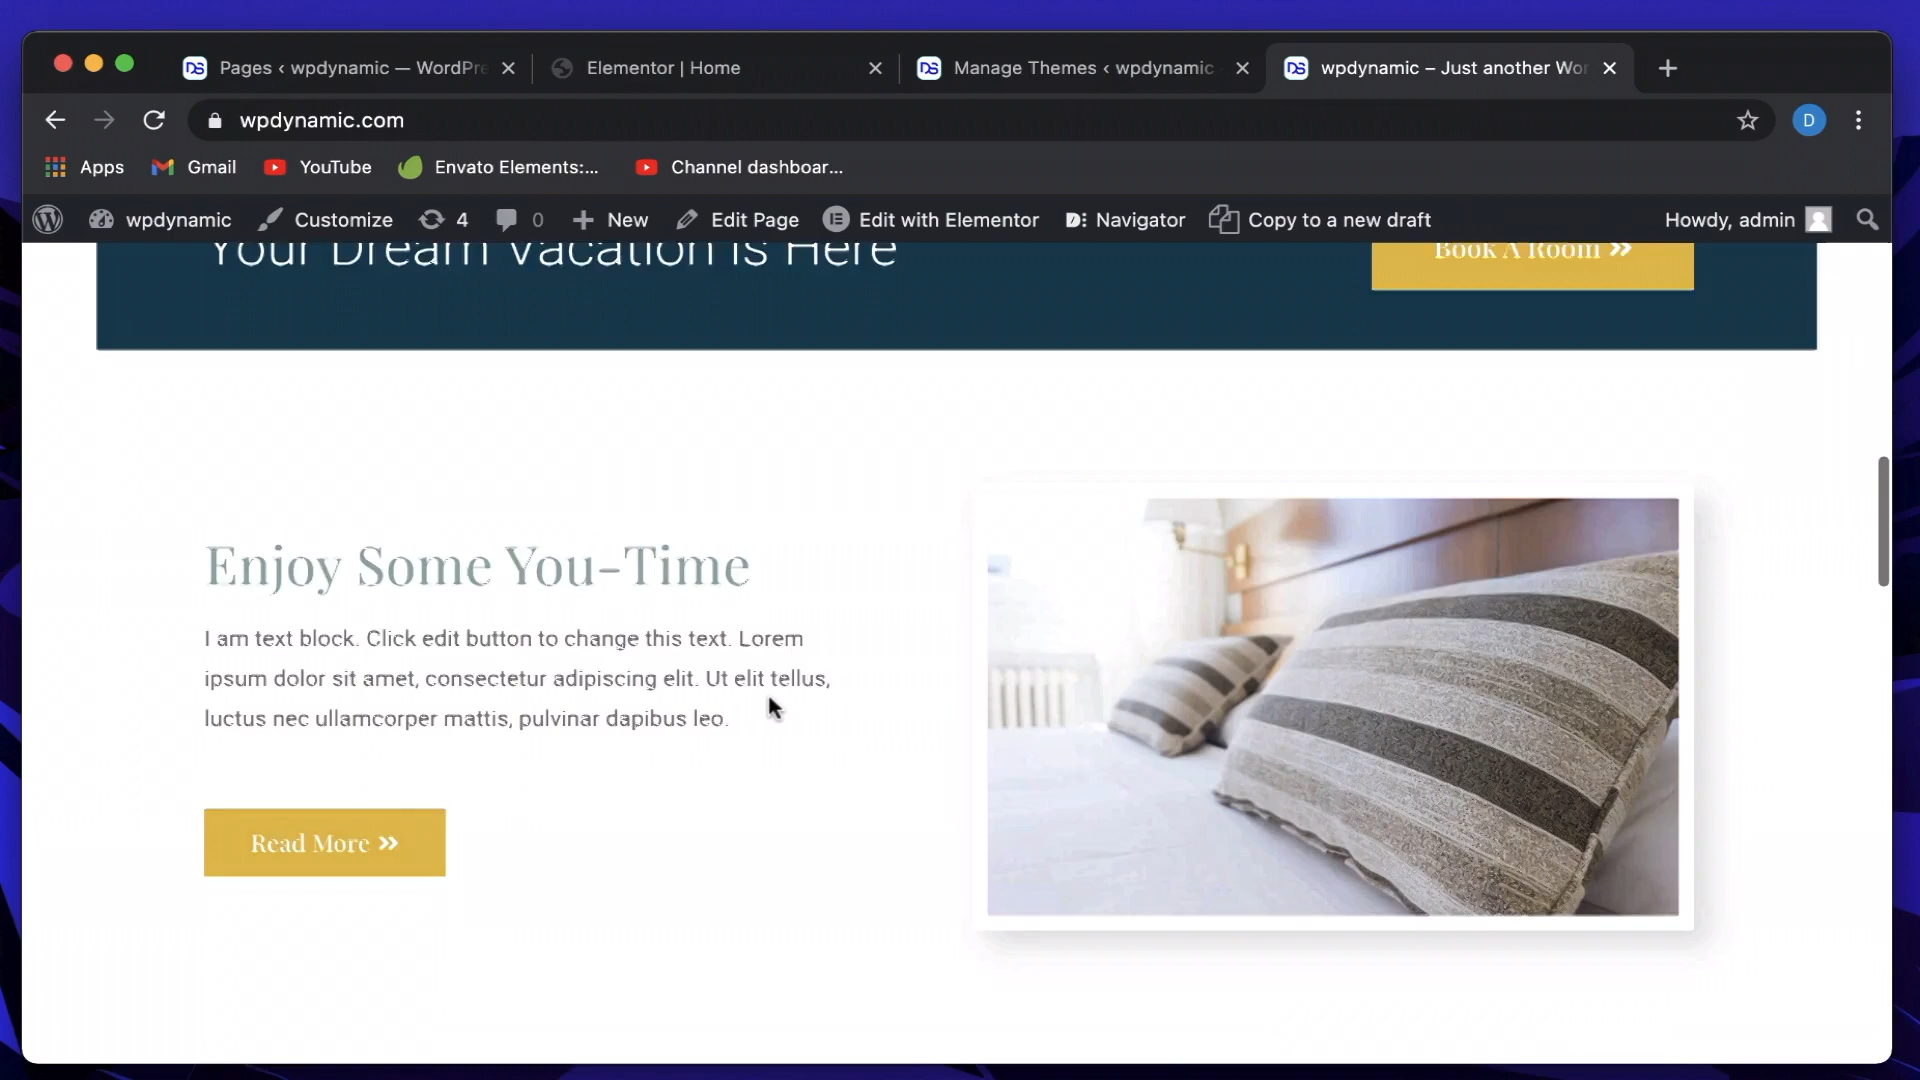 Pages ‹ wpdynamic — WordPre
Elementor | Home
Manage Themes ‹ wpdynamic
wpdynamic – Just another Wor
wpdynamic.com
D
Apps
Gmail
YouTube
Envato Elements:...
Channel dashboar...
wpdynamic
Customize
4
0
New
Edit Page
Edit with Elementor
Navigator
Copy to a new draft
Howdy, admin
Your Dream Vacation Is Here
Book A Room »
Enjoy Some You-Time
I am text block. Click edit button to change this text. Lorem
ipsum dolor sit amet, consectetur adipiscing elit. Ut elit tellus,
luctus nec ullamcorper mattis, pulvinar dapibus leo.
Read More »